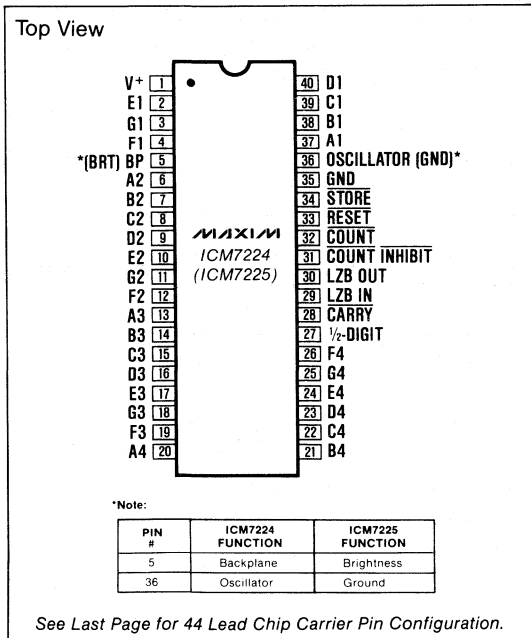 Top View
V+ 1
E1 2
G1 3
F1 4
*(BRT) BP 5
A2 6
B2 7
C2 8
D2 9
E2 10
G2 11
F2 12
A3 13
B3 14
C3 15
D3 16
E3 17
G3 18
F3 19
A4 20
MAXIM
ICM7224
(ICM7225)
40 D1
39 C1
38 B1
37 A1
36 OSCILLATOR (GND)*
35 GND
34 STORE
33 RESET
32 COUNT
31 COUNT INHIBIT
30 LZB OUT
29 LZB IN
28 CARRY
27 ½-DIGIT
26 F4
25 G4
24 E4
23 D4
22 C4
21 B4
*Note:
PIN # ICM7224 FUNCTION ICM7225 FUNCTION
5 Backplane Brightness
36 Oscillator Ground
See Last Page for 44 Lead Chip Carrier Pin Configuration.